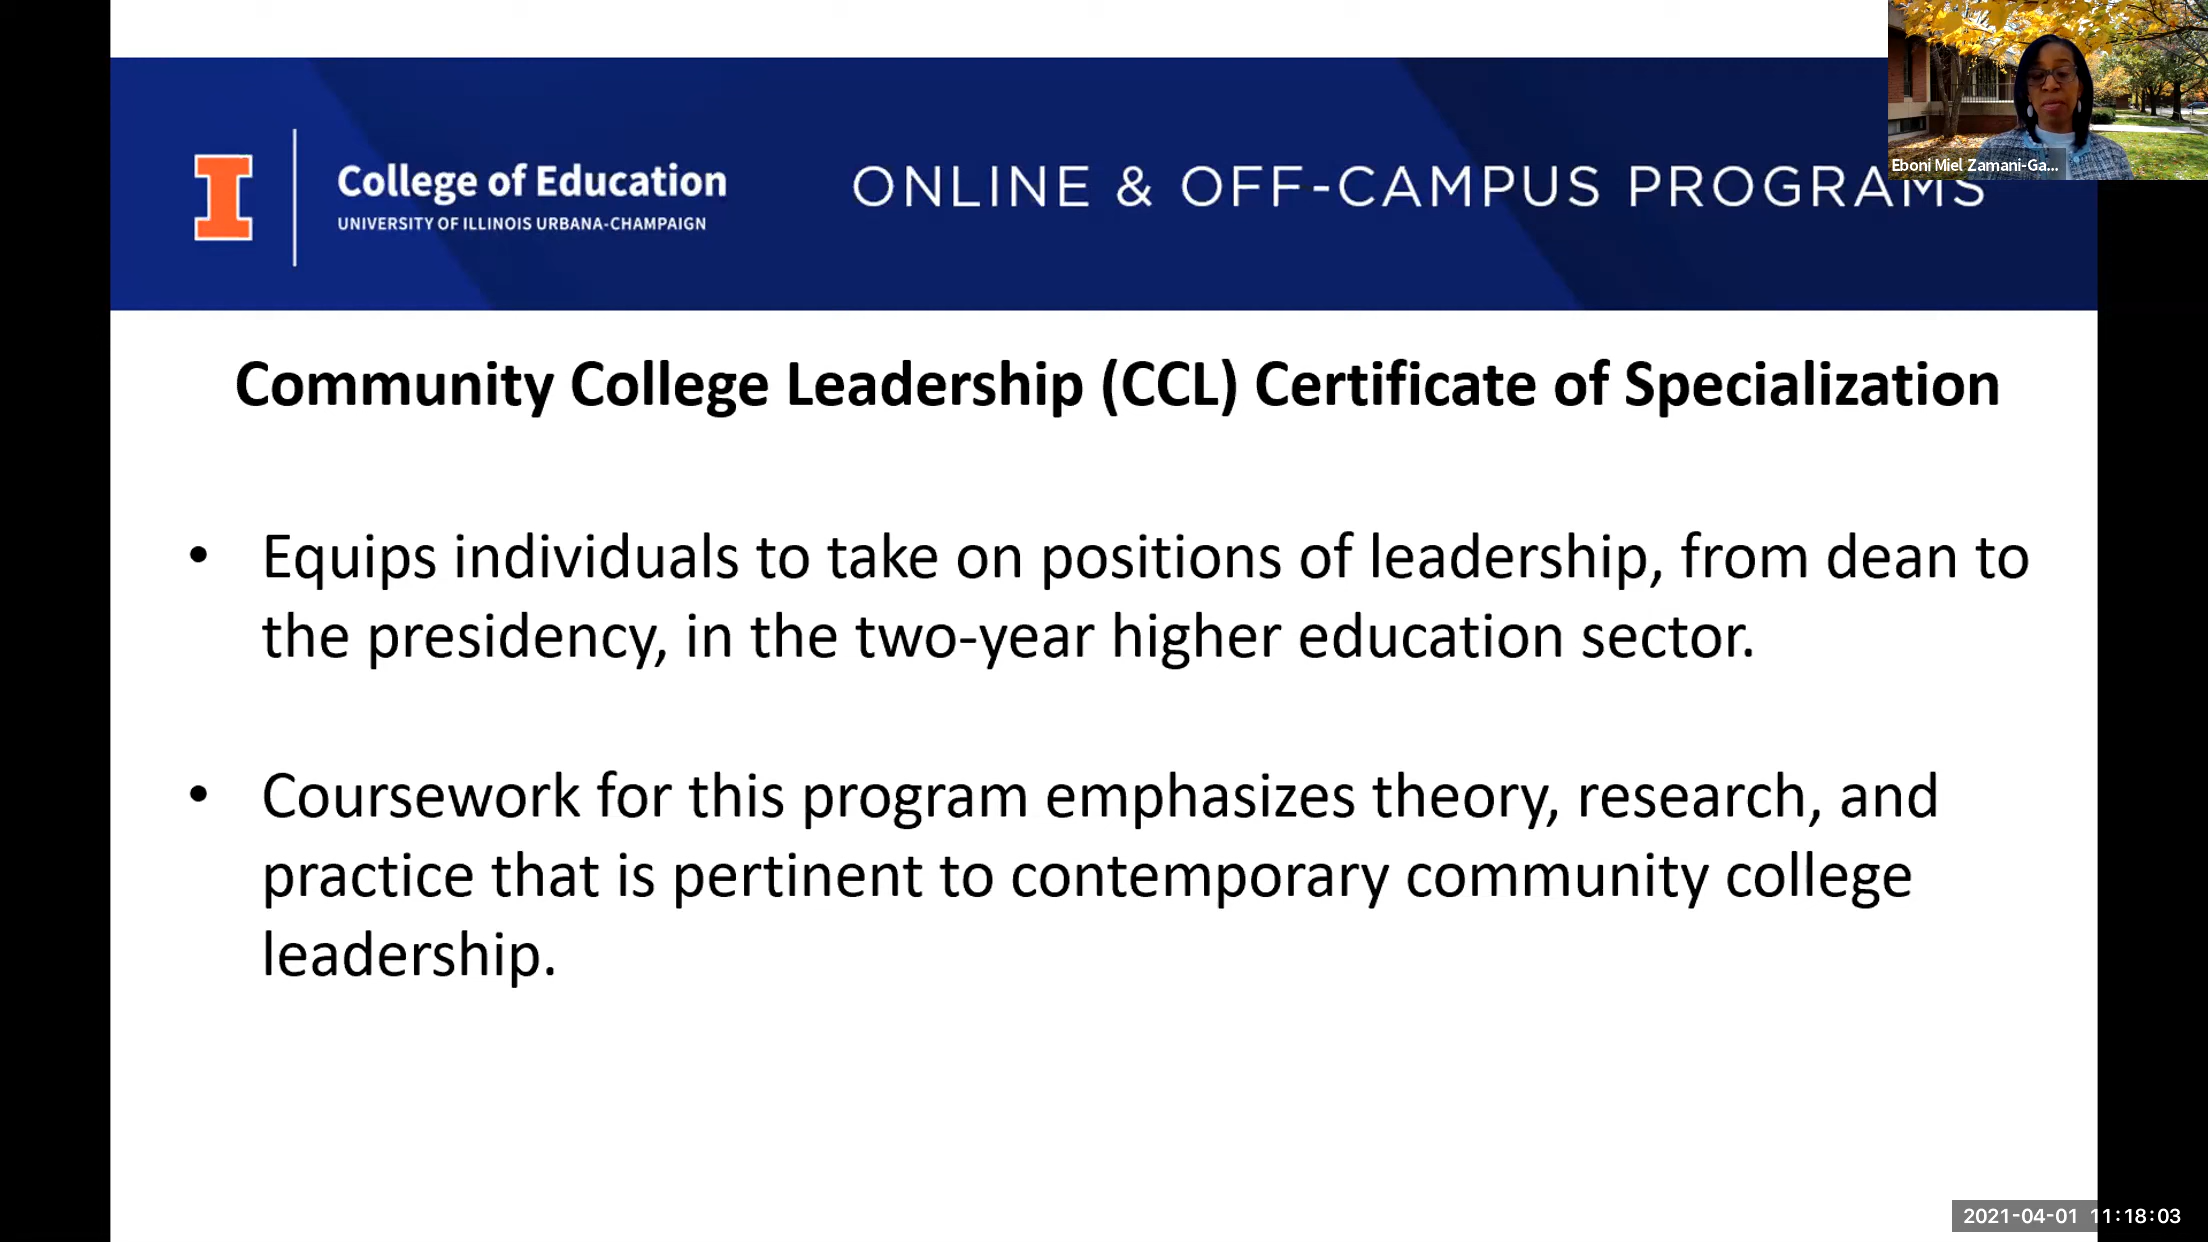 College of Education
UNIVERSITY OF ILLINOIS URBANA-CHAMPAIGN
ONLINE & OFF-CAMPUS PROGRAMS
Eboni Miel Zamani-Ga...
Community College Leadership (CCL) Certificate of Specialization
• Equips individuals to take on positions of leadership, from dean to
the presidency, in the two-year higher education sector.
• Coursework for this program emphasizes theory, research, and
practice that is pertinent to contemporary community college
leadership.
2021-04-01 11:18:03